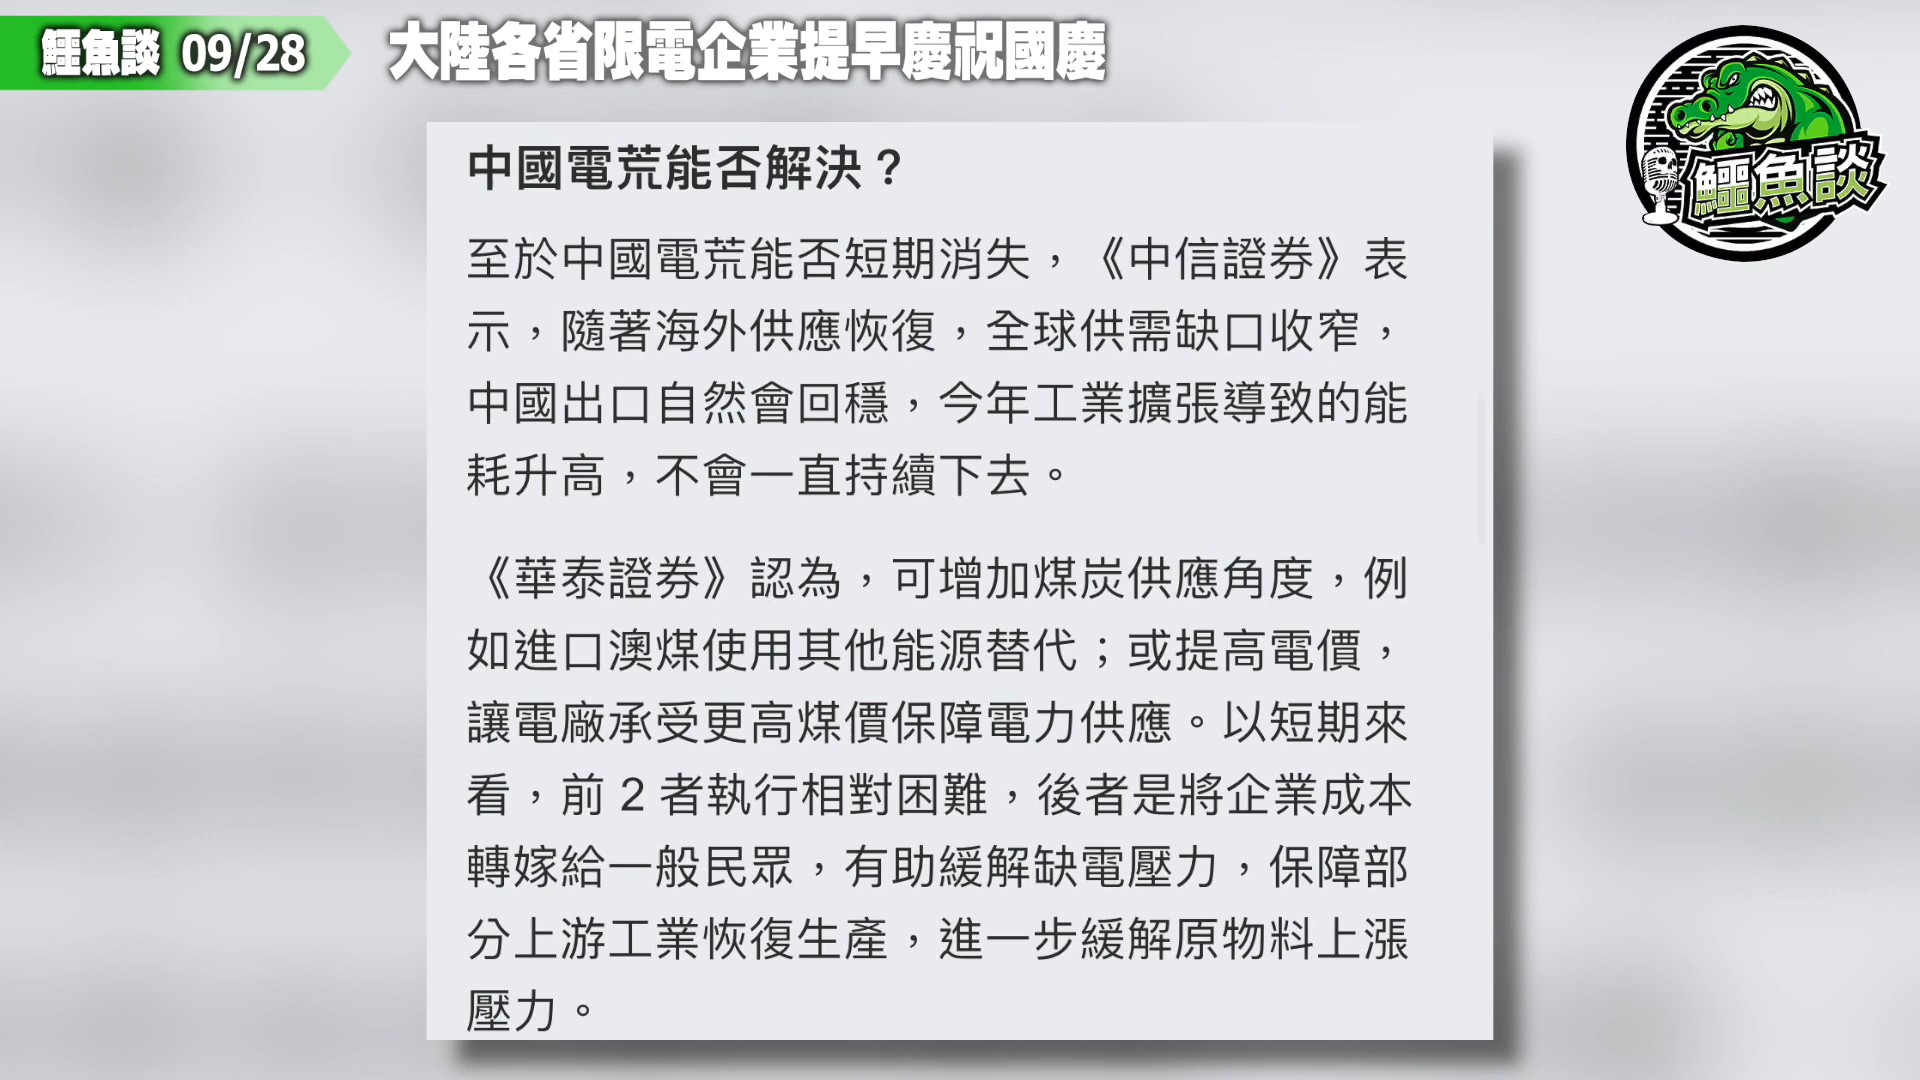 鱷魚談 09/28
大陸各省限電企業提早慶祝國慶
鱷魚談
中國電荒能否解決？
至於中國電荒能否短期消失，《中信證券》表
示，隨著海外供應恢復，全球供需缺口收窄，
中國出口自然會回穩，今年工業擴張導致的能
耗升高，不會一直持續下去。
《華泰證券》認為，可增加煤炭供應角度，例
如進口澳煤使用其他能源替代；或提高電價，
讓電廠承受更高煤價保障電力供應。以短期來
看，前 2 者執行相對困難，後者是將企業成本
轉嫁給一般民眾，有助緩解缺電壓力，保障部
分上游工業恢復生產，進一步緩解原物料上漲
壓力。